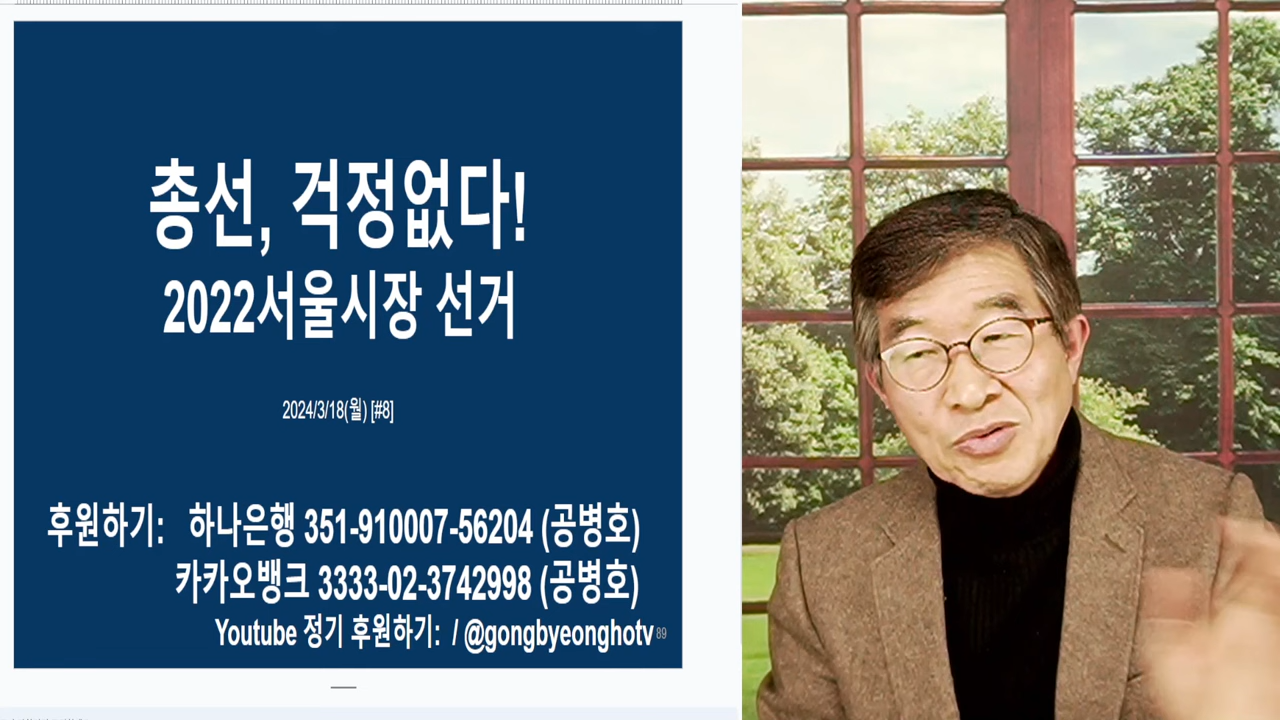 총선, 걱정없다!
2022서울시장 선거
2024/3/18(월) [#8]
후원하기: 하나은행 351-910007-56204 (공병호)
카카오뱅크 3333-02-3742998 (공병호)
Youtube 정기 후원하기: / @gongbyeonghotv
89